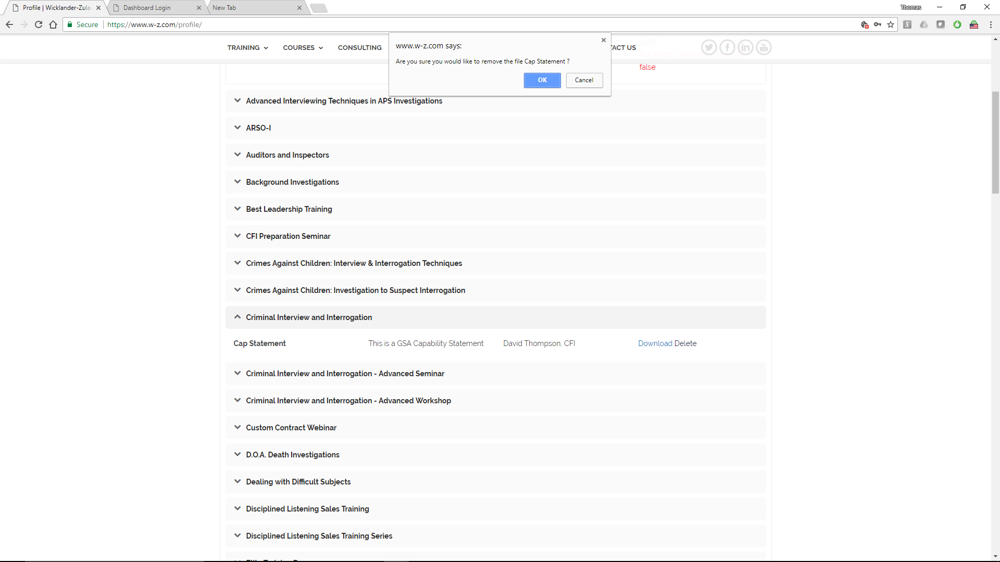 Profile | Wicklander-Zula
Dashboard Login
New Tab
Thomas
Secure
https://www.w-z.com/profile/
TRAINING
COURSES
CONSULTING
TACT US
www.w-z.com says:
Are you sure you would like to remove the file Cap Statement ?
OK
Cancel
100%
File exists. Overwr
false
Advanced Interviewing Techniques in APS Investigations
ARSO-I
Auditors and Inspectors
Background Investigations
Best Leadership Training
CFI Preparation Seminar
Crimes Against Children: Interview & Interrogation Techniques
Crimes Against Children: Investigation to Suspect Interrogation
Criminal Interview and Interrogation
Cap Statement
This is a GSA Capability Statement
David Thompson, CFI
Download Delete
Criminal Interview and Interrogation - Advanced Seminar
Criminal Interview and Interrogation - Advanced Workshop
Custom Contract Webinar
D.O.A. Death Investigations
Dealing with Difficult Subjects
Disciplined Listening Sales Training
Disciplined Listening Sales Training Series